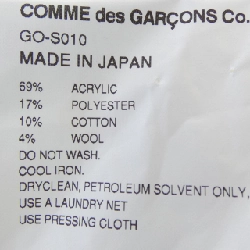 COMME des GARÇONS Co.
GO-S010
MADE IN JAPAN
69% ACRYLIC
17% POLYESTER
10% COTTON
4% WOOL
DO NOT WASH.
COOL IRON.
DRYCLEAN, PETROLEUM SOLVENT ONLY,
USE A LAUNDRY NET
USE PRESSING CLOTH